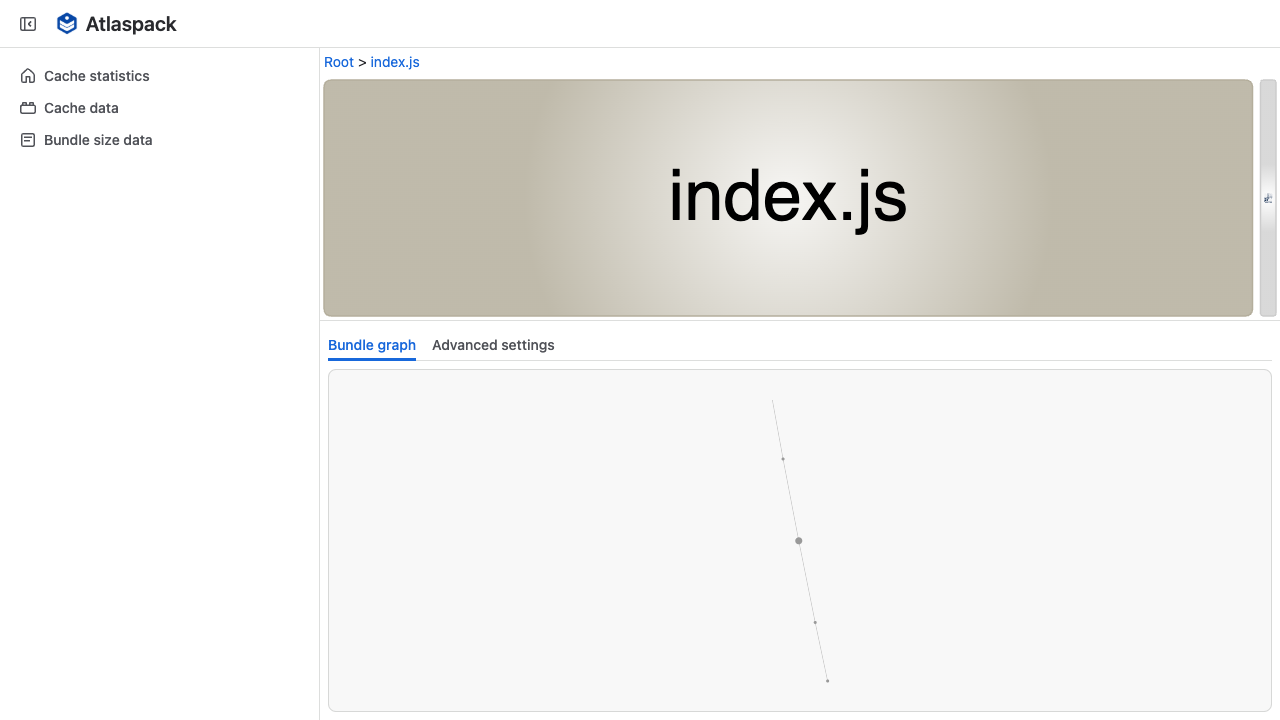 Atlaspack
Cache statistics
Cache data
Bundle size data
Root > index.js
index.js
Bundle graph
Advanced settings